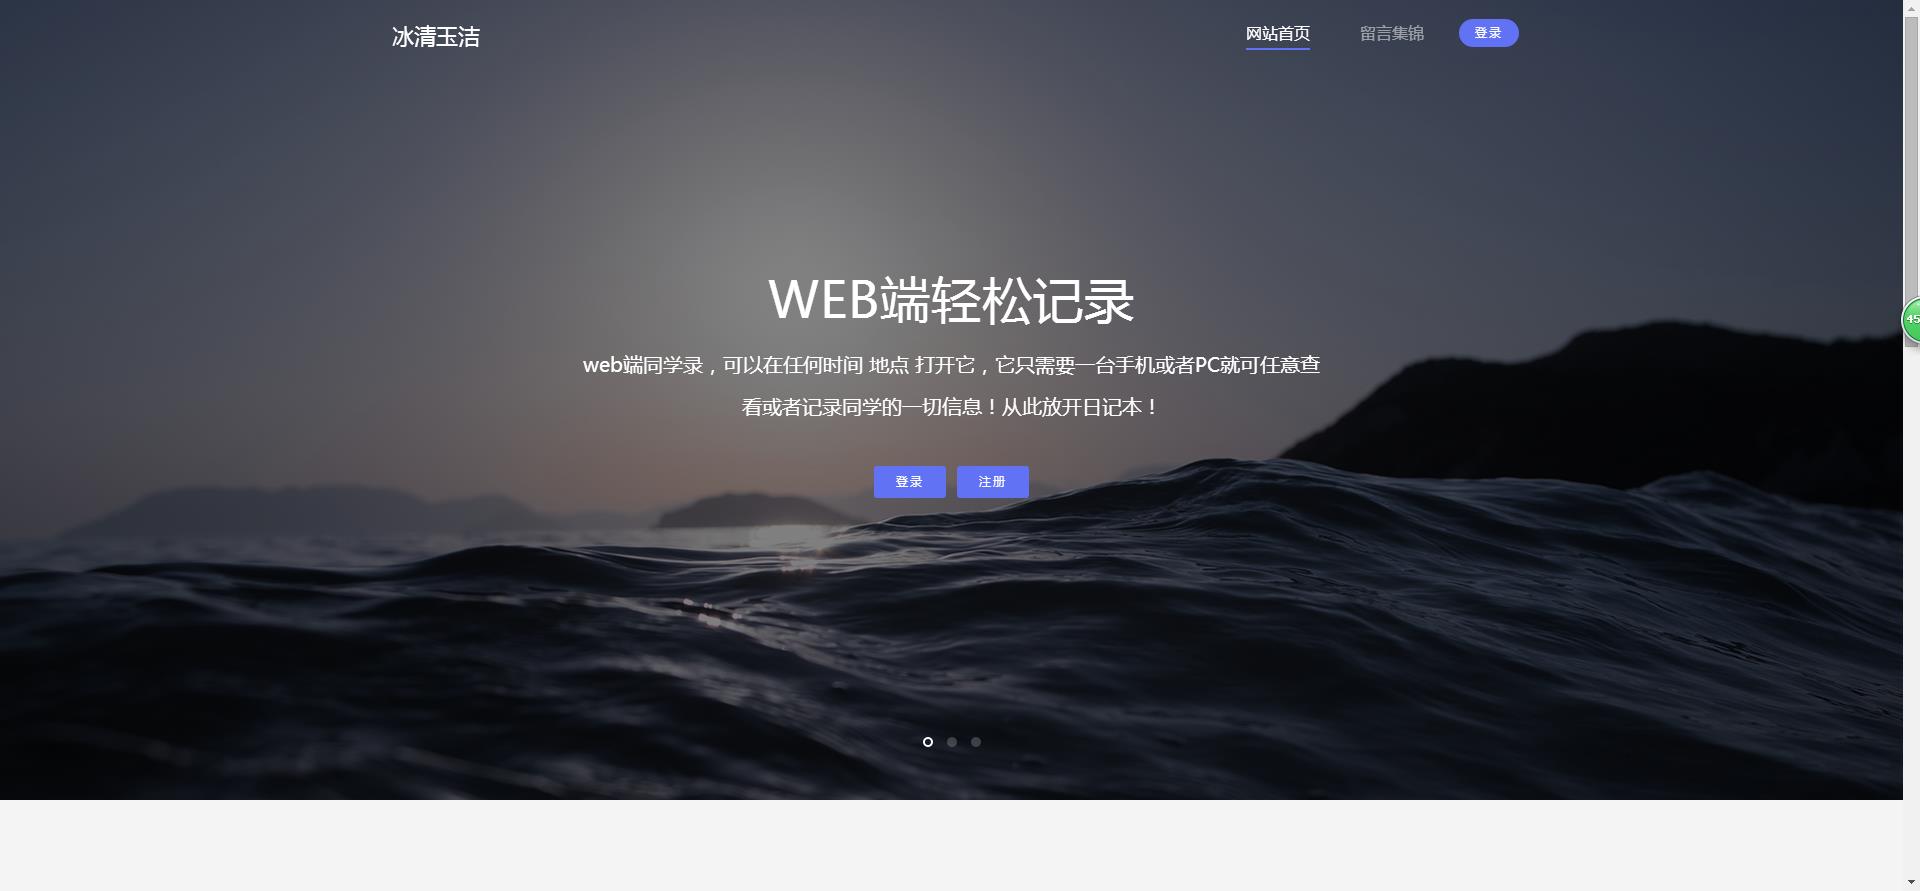 冰清玉洁
网站首页
留言集锦
登录
WEB端轻松记录
web端同学录，可以在任何时间 地点 打开它，它只需要一台手机或者PC就可任意查
看或者记录同学的一切信息！从此放开日记本！
登录
注册
45